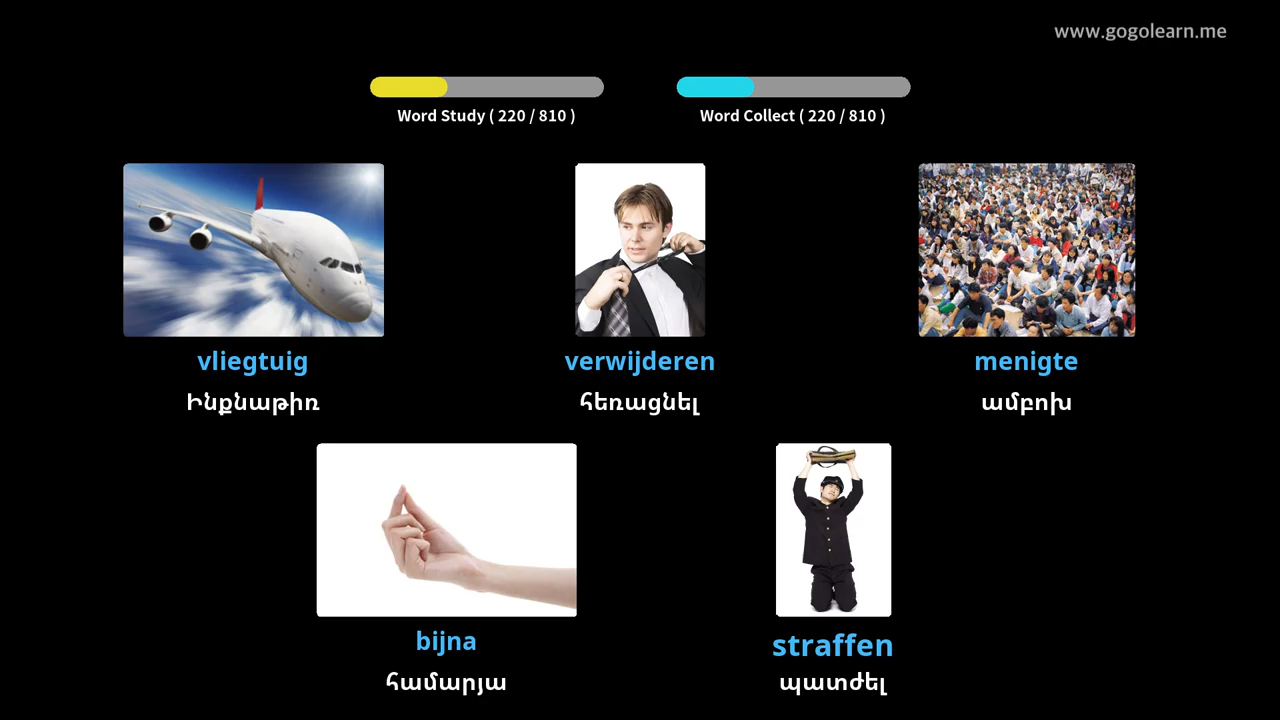 www.gogolearn.me
Word Study ( 220 / 810 )
Word Collect ( 220 / 810 )
vliegtuig
Ինքնաթիռ
verwijderen
հեռացնել
menigte
ամբոխ
bijna
համարյա
straffen
պատժել